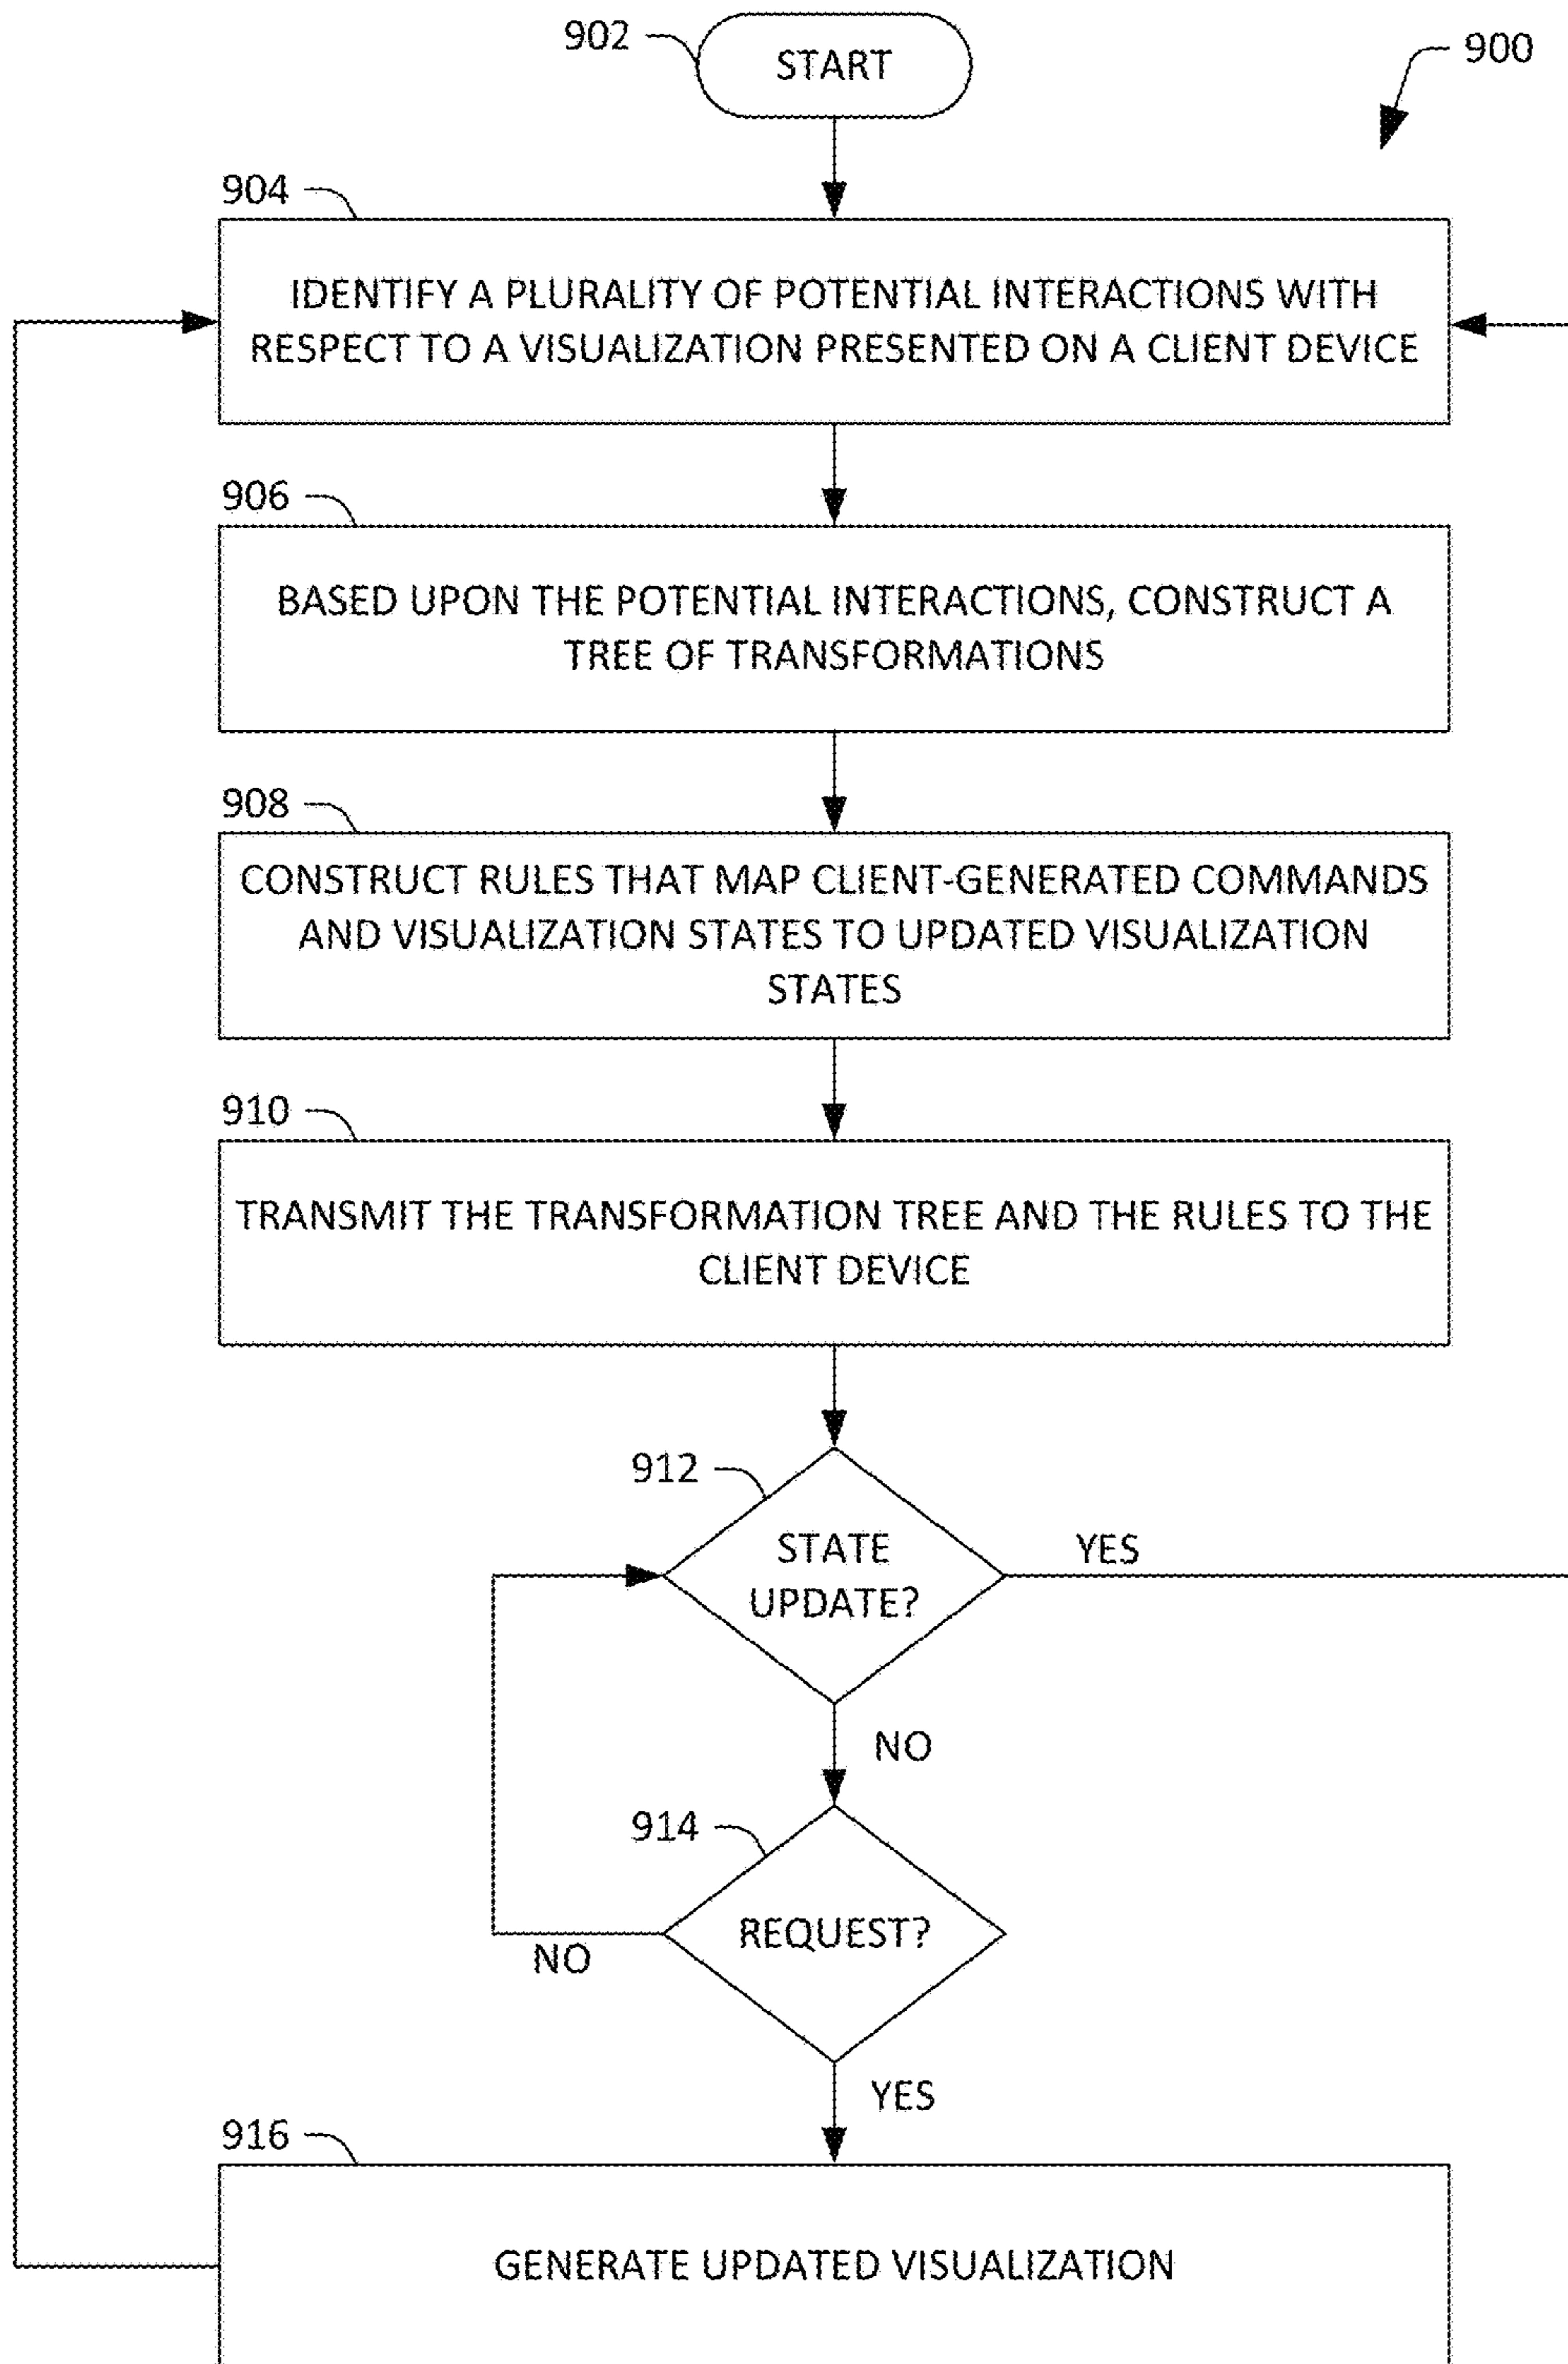 902
START
900
904
IDENTIFY A PLURALITY OF POTENTIAL INTERACTIONS WITH
RESPECT TO A VISUALIZATION PRESENTED ON A CLIENT DEVICE
906
BASED UPON THE POTENTIAL INTERACTIONS, CONSTRUCT A
TREE OF TRANSFORMATIONS
908
CONSTRUCT RULES THAT MAP CLIENT-GENERATED COMMANDS
AND VISUALIZATION STATES TO UPDATED VISUALIZATION
STATES
910
TRANSMIT THE TRANSFORMATION TREE AND THE RULES TO THE
CLIENT DEVICE
912
STATE
UPDATE?
YES
NO
914
REQUEST?
NO
YES
916
GENERATE UPDATED VISUALIZATION